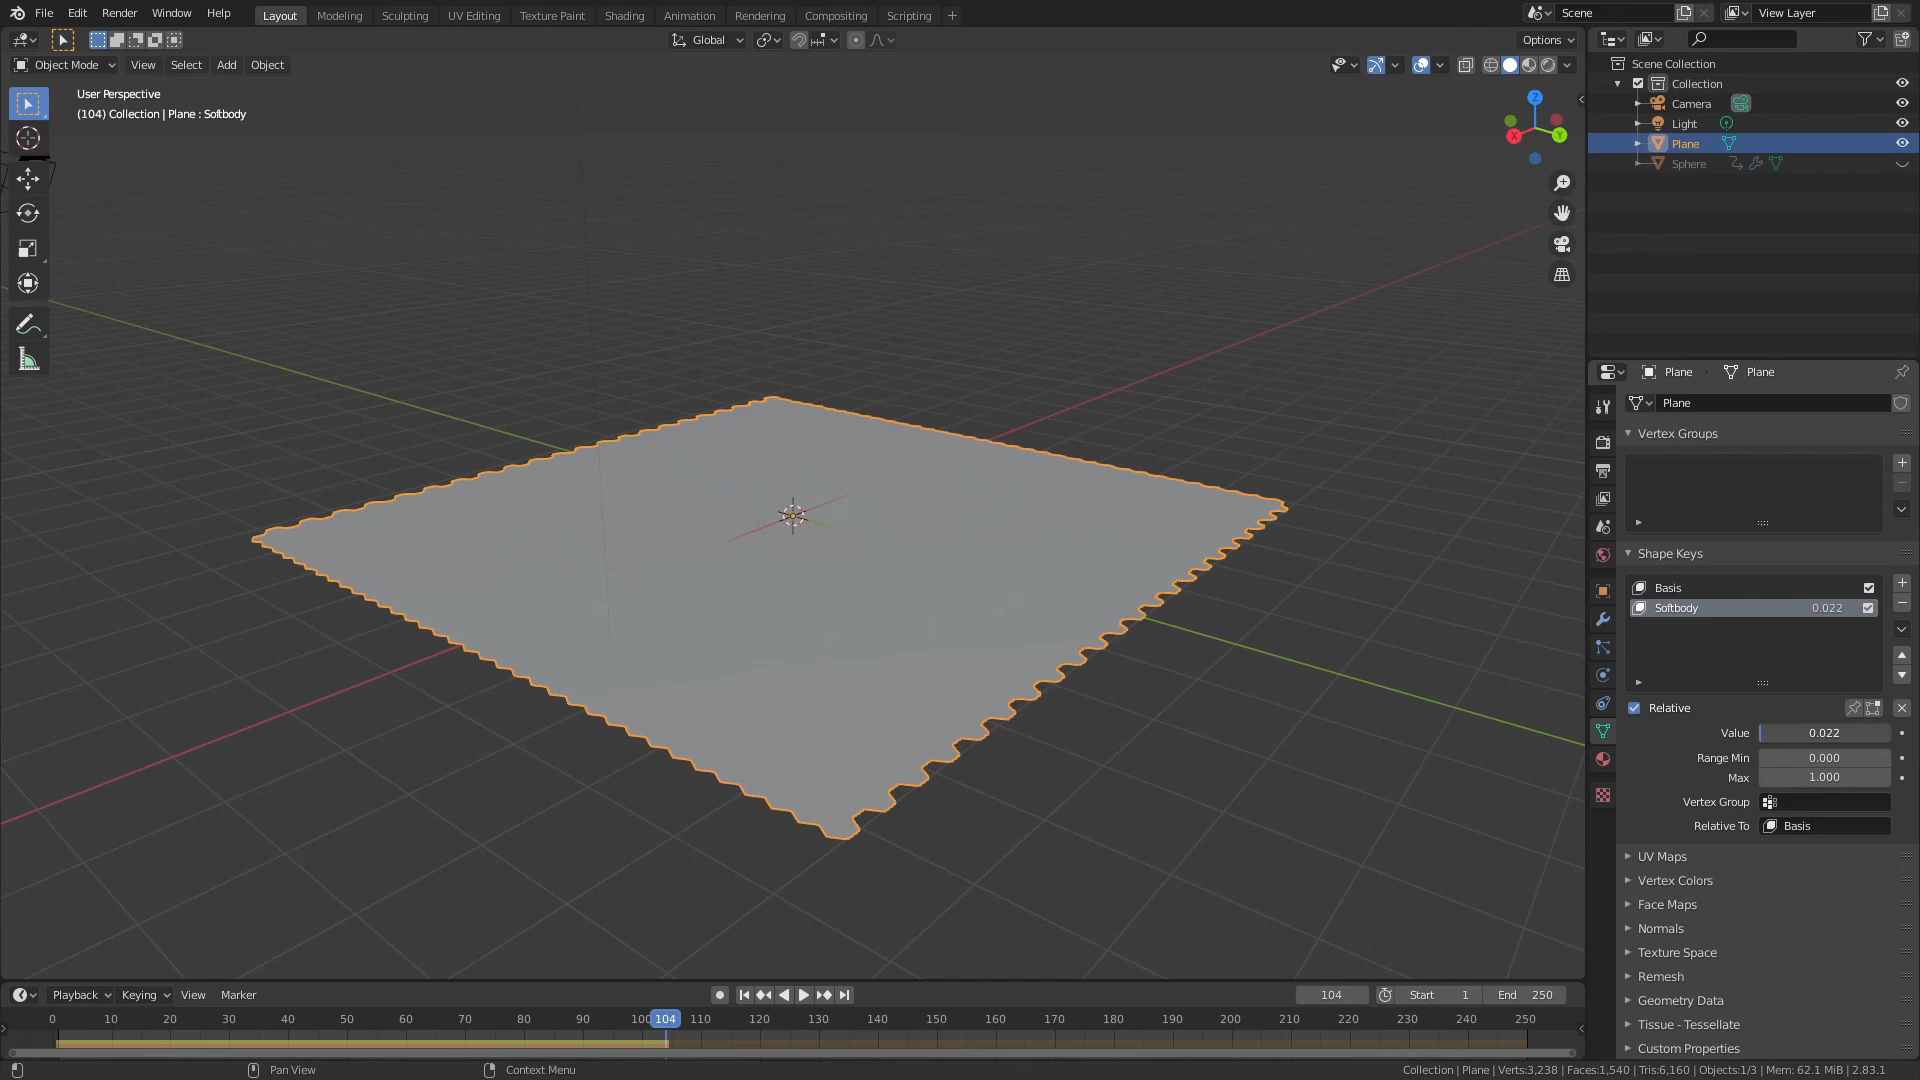 File Edit Render Window Help
Layout Modeling Sculpting UV Editing Texture Paint Shading Animation Rendering Compositing Scripting +
Scene
View Layer
Global
Options
Object Mode View Select Add Object
User Perspective
(104) Collection | Plane : Softbody
Z
X
Y
Scene Collection
Collection
Camera
Light
Plane
Sphere
Plane Plane
Plane
Vertex Groups
Shape Keys
Basis
Softbody 0.022
Relative
Value 0.022
Range Min 0.000
Max 1.000
Vertex Group
Relative To Basis
UV Maps
Vertex Colors
Face Maps
Normals
Texture Space
Remesh
Geometry Data
Tissue - Tessellate
Custom Properties
Playback Keying View Marker
104 Start 1 End 250
0 10 20 30 40 50 60 70 80 90 100 104 110 120 130 140 150 160 170 180 190 200 210 220 230 240 250
Pan View Context Menu
Collection | Plane | Verts:3,238 | Faces:1,540 | Tris:6,160 | Objects:1/3 | Mem: 62.1 MiB | 2.83.1